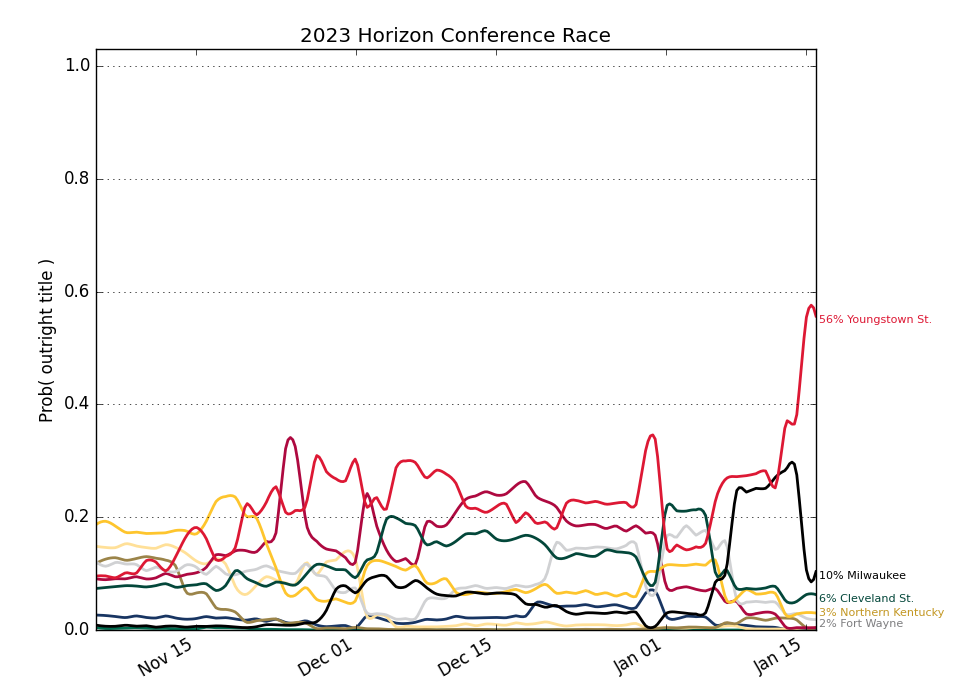 2023 Horizon Conference Race
Prob( outright title )
1.0
0.8
0.6
0.4
0.2
0.0
Nov 15
Dec 01
Dec 15
Jan 01
Jan 15
56% Youngstown St.
10% Milwaukee
6% Cleveland St.
3% Northern Kentucky
2% Fort Wayne